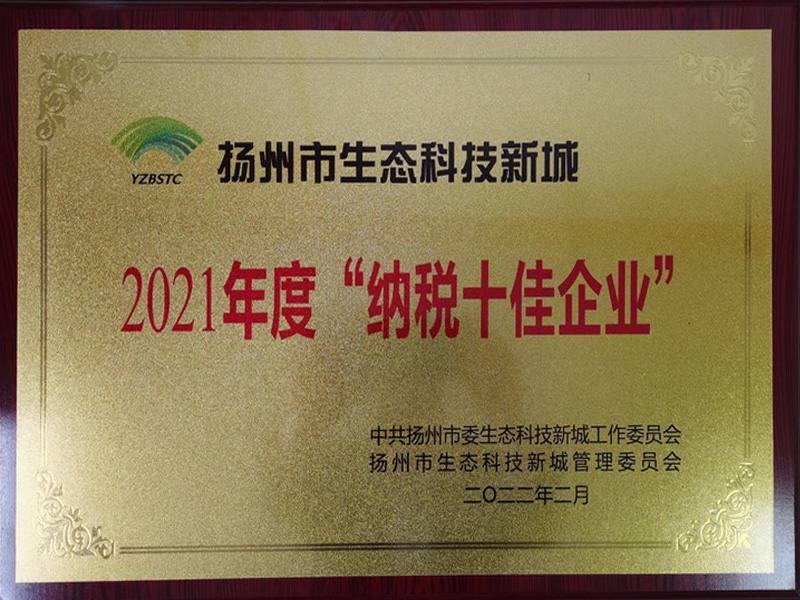 YZBSTC
扬州市生态科技新城
2021年度“纳税十佳企业”
中共扬州市委生态科技新城工作委员会
扬州市生态科技新城管理委员会
二〇二二年二月